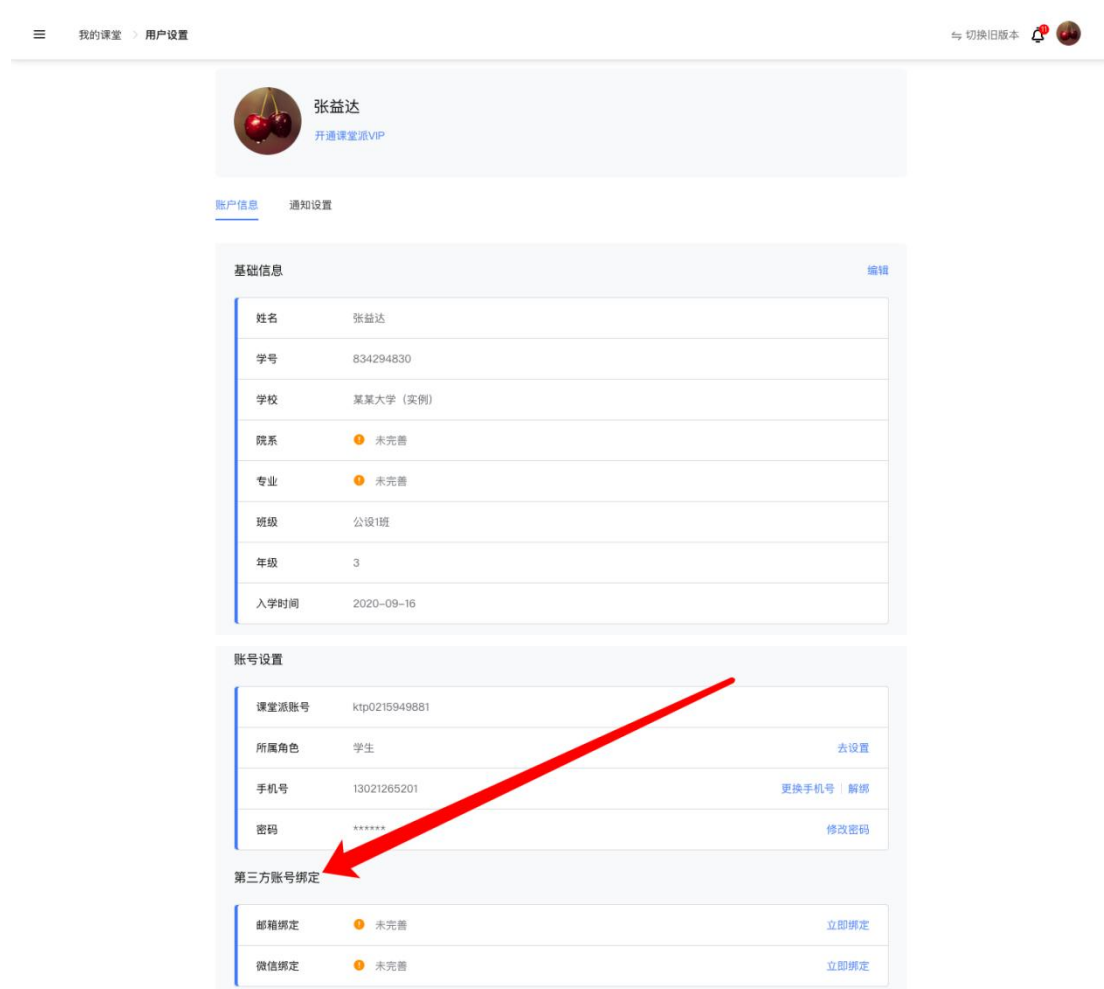 我的课堂 > 用户设置 切换旧版本 11
张益达
开通课堂派VIP
账户信息 通知设置
基础信息 编辑
姓名 张益达
学号 834294830
学校 某某大学（实例）
院系 未完善
专业 未完善
班级 公设1班
年级 3
入学时间 2020-09-16
账号设置
课堂派账号 ktp0215949881
所属角色 学生 去设置
手机号 13021265201 更换手机号 | 解绑
密码 ****** 修改密码
第三方账号绑定
邮箱绑定 未完善 立即绑定
微信绑定 未完善 立即绑定